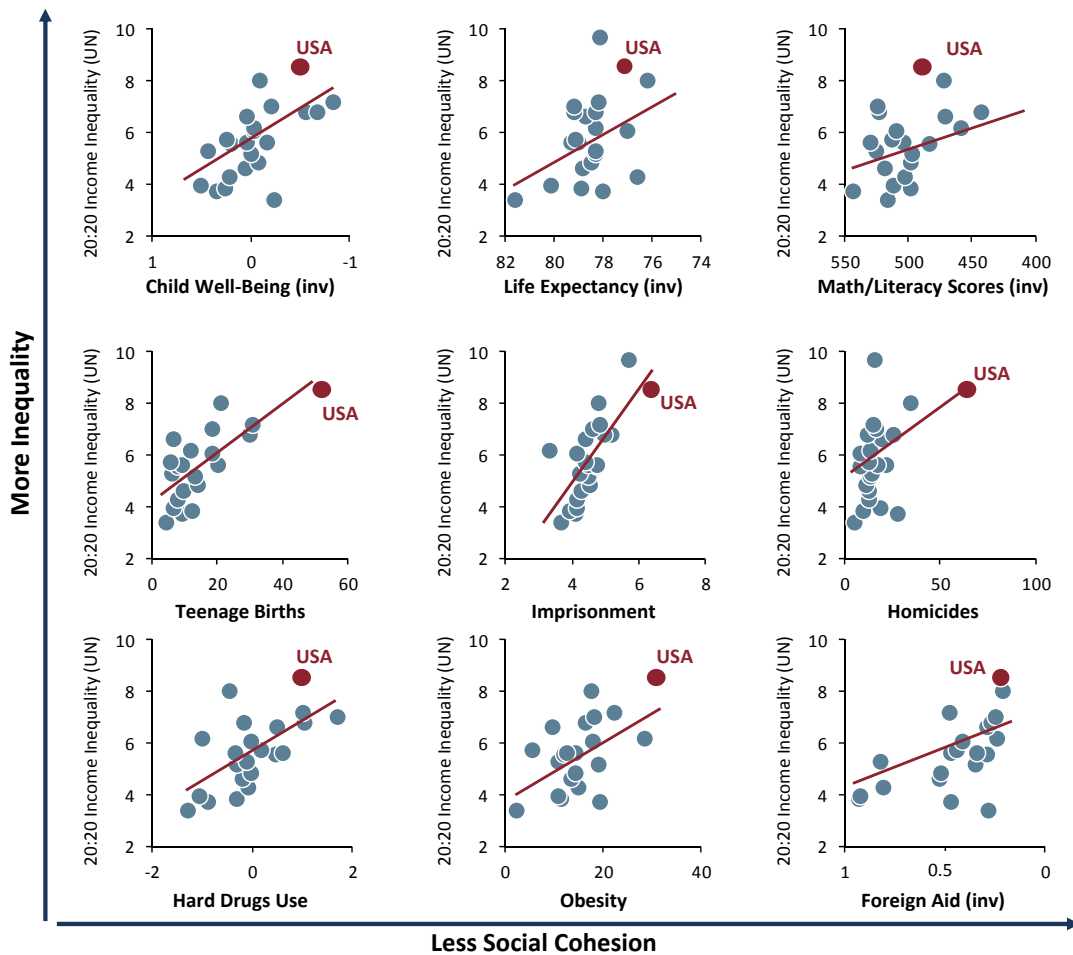 More Inequality
20:20 Income Inequality (UN)
10
8
6
4
2
USA
1
0
-1
Child Well-Being (inv)
20:20 Income Inequality (UN)
10
8
6
4
2
USA
82
80
78
76
74
Life Expectancy (inv)
20:20 Income Inequality (UN)
10
8
6
4
2
USA
550
500
450
400
Math/Literacy Scores (inv)
20:20 Income Inequality (UN)
10
8
6
4
2
USA
0
20
40
60
Teenage Births
20:20 Income Inequality (UN)
10
8
6
4
2
USA
2
4
6
8
Imprisonment
20:20 Income Inequality (UN)
10
8
6
4
2
USA
0
50
100
Homicides
20:20 Income Inequality (UN)
10
8
6
4
2
USA
-2
0
2
Hard Drugs Use
20:20 Income Inequality (UN)
10
8
6
4
2
USA
0
20
40
Obesity
20:20 Income Inequality (UN)
10
8
6
4
2
USA
1
0.5
0
Foreign Aid (inv)
Less Social Cohesion